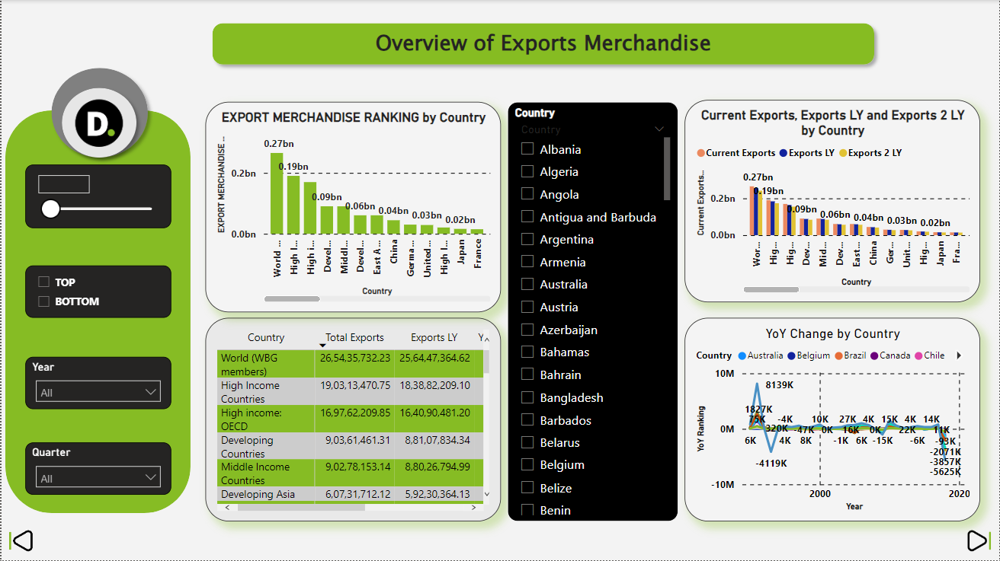 Overview of Exports Merchandise
D.
TOP
BOTTOM
Year
All
Quarter
All
EXPORT MERCHANDISE RANKING by Country
EXPORT MERCHANDISE ...
0.2bn
0.0bn
0.27bn
0.19bn
0.09bn
0.06bn
0.04bn
0.03bn
0.02bn
World ...
High I...
High i...
Devel...
Middl...
Devel...
East A...
China
Germa...
United...
High I...
Japan
France
Country
Country Total Exports Exports LY Y
World (WBG members) 26,54,35,732.23 25,64,47,364.62
High Income Countries 19,03,13,470.75 18,38,82,209.10
High income: OECD 16,97,62,209.85 16,40,90,481.20
Developing Countries 9,03,61,461.31 8,81,07,834.34
Middle Income Countries 9,02,78,153.14 8,80,26,794.99
Developing Asia 6,07,31,712.12 5,92,30,364.13
Country
Country
Albania
Algeria
Angola
Antigua and Barbuda
Argentina
Armenia
Australia
Austria
Azerbaijan
Bahamas
Bahrain
Bangladesh
Barbados
Belarus
Belgium
Belize
Benin
Current Exports, Exports LY and Exports 2 LY
by Country
Current Exports Exports LY Exports 2 LY
Current Exports...
0.2bn
0.0bn
0.27bn
0.19bn
0.09bn
0.06bn
0.04bn
0.03bn
0.02bn
Wor...
Hig...
Hig...
Dev...
Mid...
Dev...
East...
China
Ger...
Unit...
Hig...
Japan
Fra...
Country
YoY Change by Country
Country Australia Belgium Brazil Canada Chile
YoY Ranking
10M
0M
-10M
8139K
1827K
75K -4K 10K 27K 4K 15K 4K 14K
320K -47K 0K 16K 0K 22K 11K
6K 4K 8K -1K 6K -15K -6K -93K
-2071K
-3857K
-4119K
-5625K
2000 2020
Year